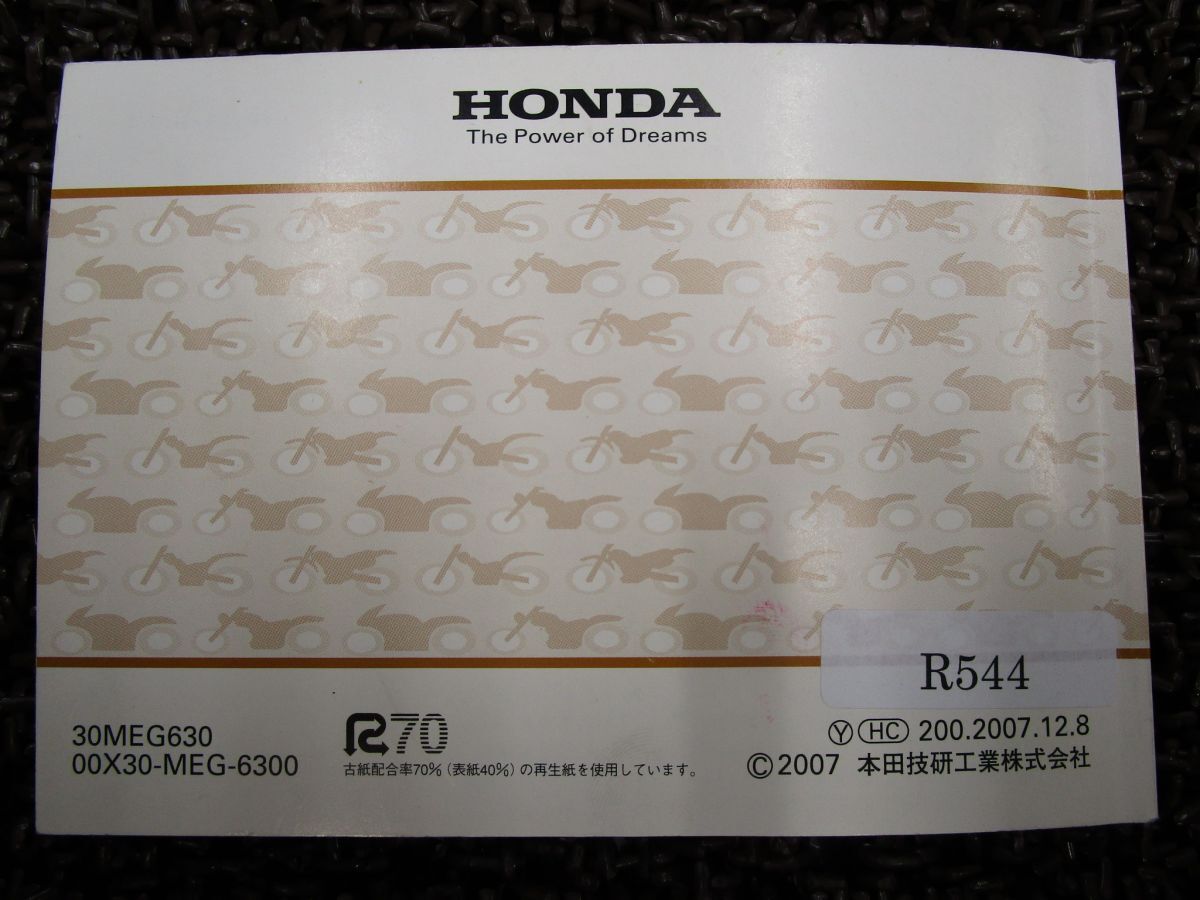 HONDA
The Power of Dreams
R544
30MEG630
00X30-MEG-6300
R70
古紙配合率70%（表紙40%）の再生紙を使用しています。
Ⓨ HC 200.2007.12.8
©2007 本田技研工業株式会社